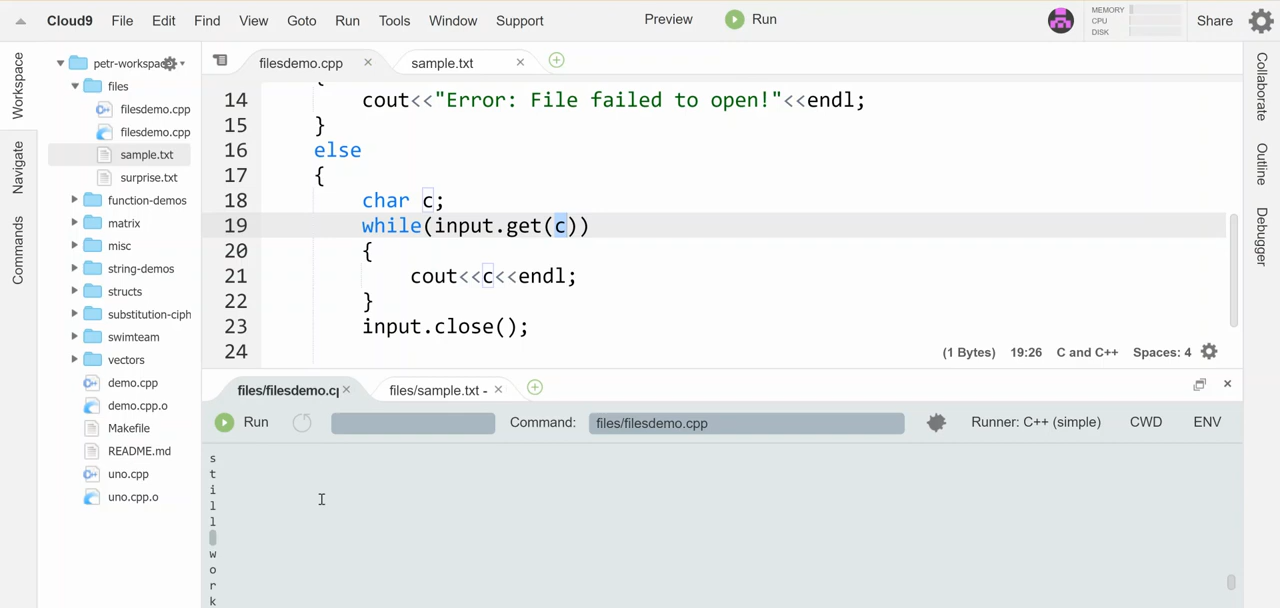 Cloud9 File Edit Find View Goto Run Tools Window Support Preview Run MEMORY CPU DISK Share
Workspace
Navigate
Commands
petr-workspac
files
filesdemo.cpp
filesdemo.cpp
sample.txt
surprise.txt
function-demos
matrix
misc
string-demos
structs
substitution-ciph
swimteam
vectors
demo.cpp
demo.cpp.o
Makefile
README.md
uno.cpp
uno.cpp.o
filesdemo.cpp sample.txt
{
14 cout<<"Error: File failed to open!"<<endl;
15 }
16 else
17 {
18 char c;
19 while(input.get(c))
20 {
21 cout<<c<<endl;
22 }
23 input.close();
24
(1 Bytes) 19:26 C and C++ Spaces: 4
files/filesdemo.c files/sample.txt -
Run Command: files/filesdemo.cpp Runner: C++ (simple) CWD ENV
s
t
i
l
l
w
o
r
k
Collaborate
Outline
Debugger